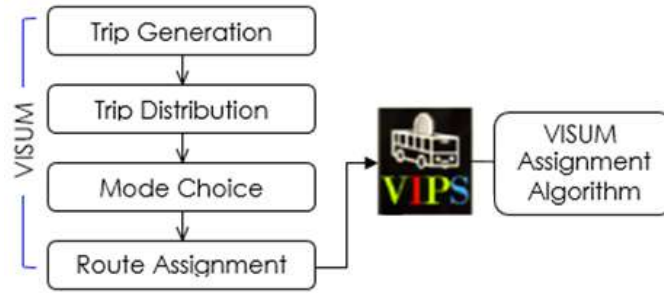 VISUM
Trip Generation
Trip Distribution
Mode Choice
Route Assignment
VIPS
VISUM
Assignment
Algorithm